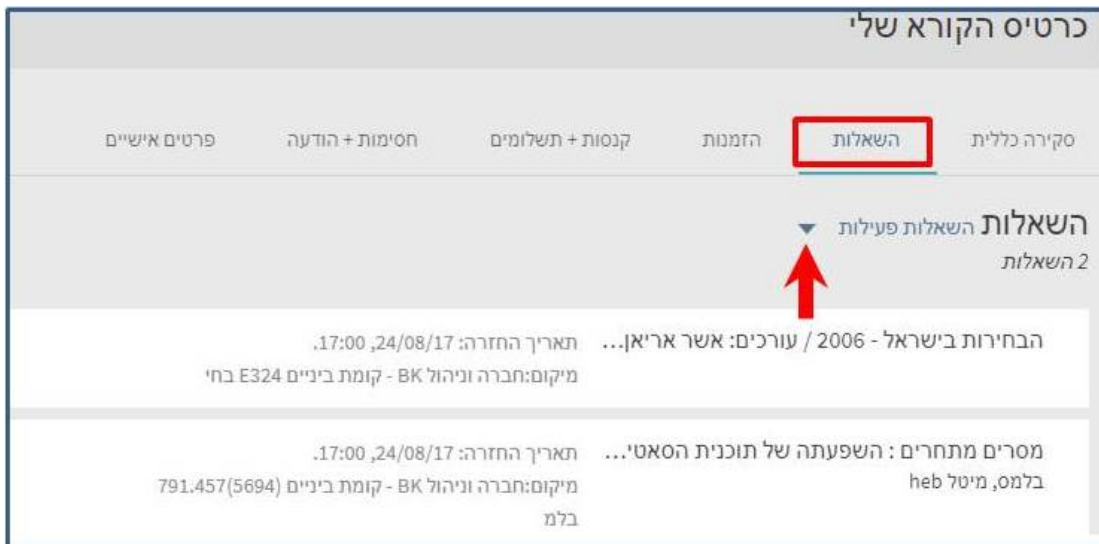 כרטיס הקורא שלי
סקירה כללית השאלות הזמנות קנסות + תשלומים חסימות + הודעה פרטים אישיים
השאלות השאלות פעילות
2 השאלות
הבחירות בישראל - 2006 / עורכים: אשר אריאן... תאריך החזרה: 24/08/17, 17:00.
מיקום:חברה וניהול BK - קומת ביניים E324 בחי
מסרים מתחרים : השפעתה של תוכנית הסאטי... תאריך החזרה: 24/08/17, 17:00.
בלמס, מיטל heb מיקום:חברה וניהול BK - קומת ביניים 791.457(5694)
בלמ